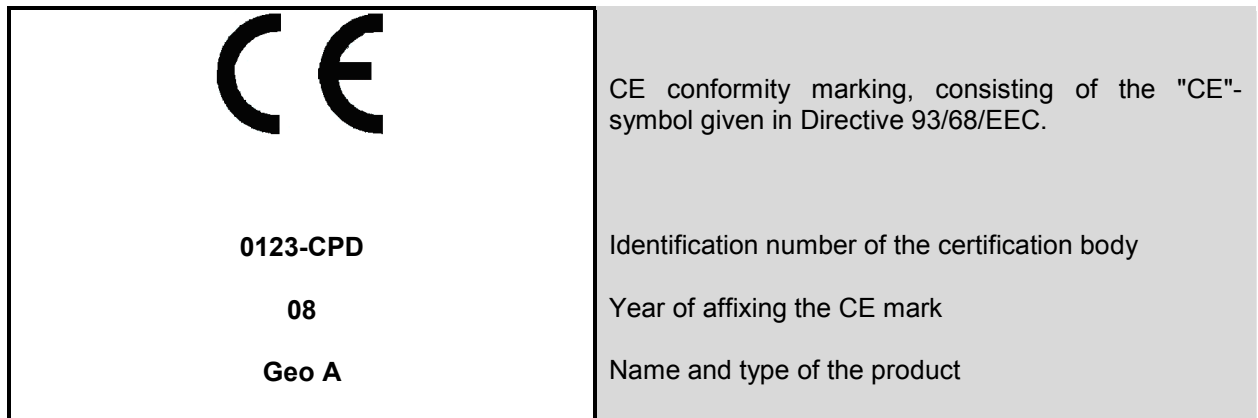 CE
CE conformity marking, consisting of the "CE"-
symbol given in Directive 93/68/EEC.
0123-CPD
Identification number of the certification body
08
Year of affixing the CE mark
Geo A
Name and type of the product